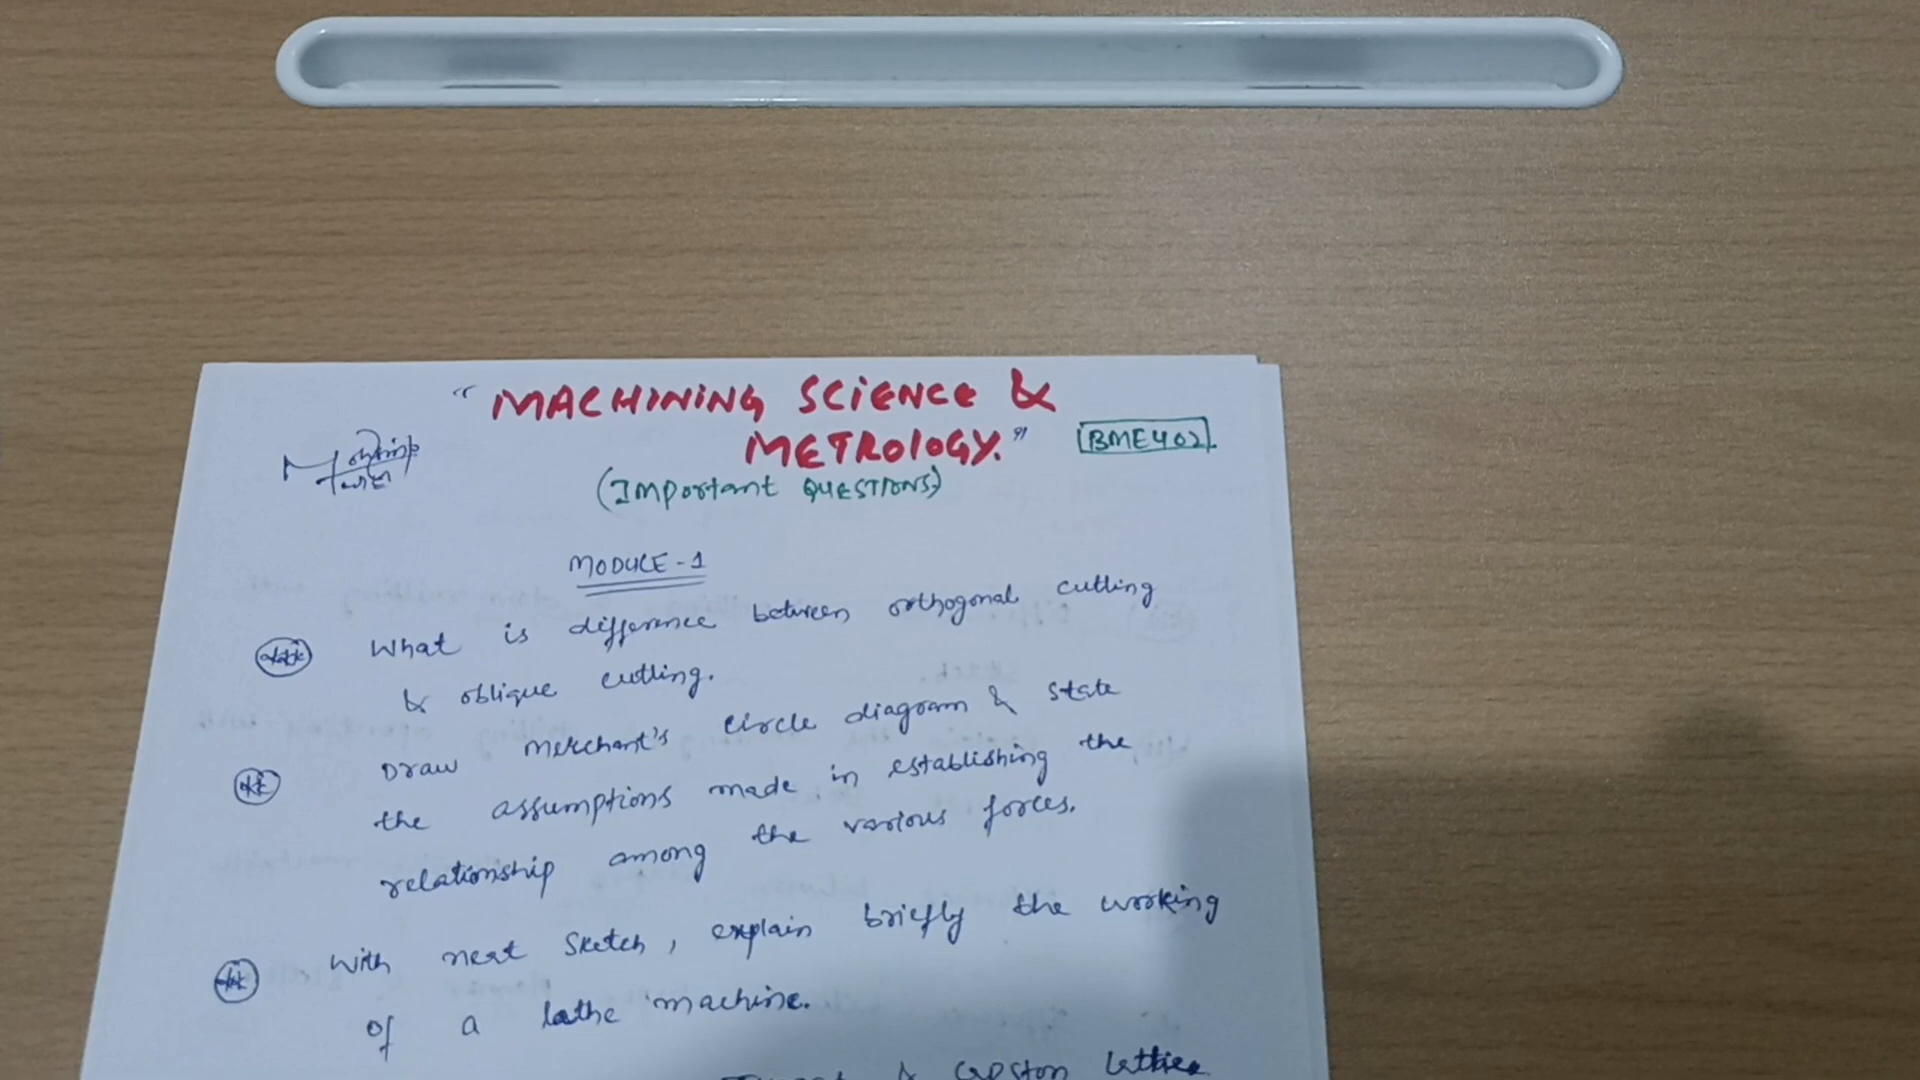 "MACHINING SCIENCE &
METROLOGY."
BME402.
(Important QUESTIONS)
MODULE-1
What is difference between orthogonal cutting
& oblique cutting.
Draw merchant's circle diagram & state
the assumptions made in establishing the
relationship among the various forces.
With neat sketch, explain briefly the working
of a lathe machine.
& capston lathe